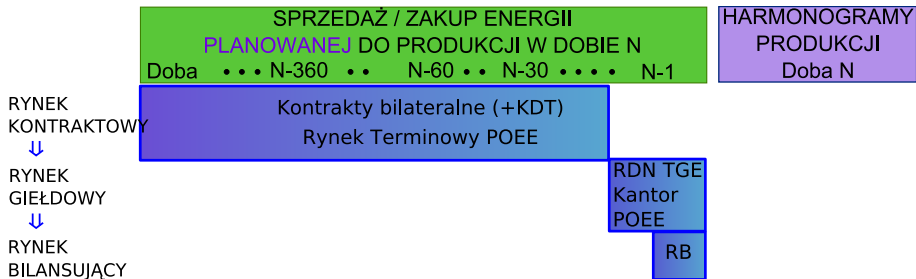 SPRZEDAŻ / ZAKUP ENERGII
PLANOWANEJ DO PRODUKCJI W DOBIE N
Doba • • • N-360 • • N-60 • • N-30 • • • • N-1
HARMONOGRAMY
PRODUKCJI
Doba N
RYNEK
KONTRAKTOWY
⇓
Kontrakty bilateralne (+KDT)
Rynek Terminowy POEE
RYNEK
GIEŁDOWY
⇓
RDN TGE
Kantor
POEE
RYNEK
BILANSUJĄCY
RB